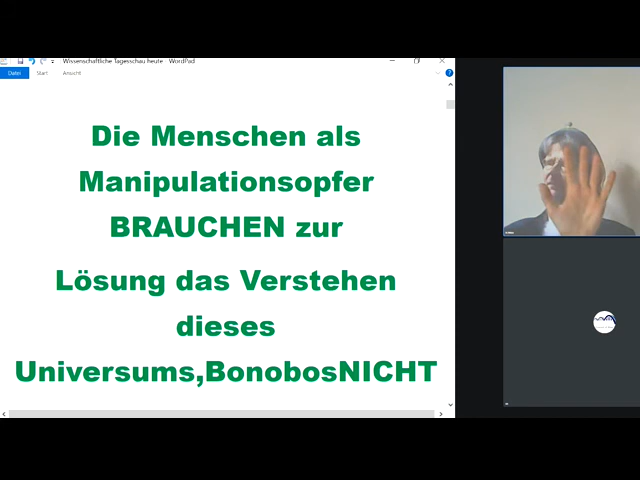 Wissenschaftliche Tagesschau heute - WordPad
Datei Start Ansicht
Die Menschen als
Manipulationsopfer
BRAUCHEN zur
Lösung das Verstehen
dieses
Universums,BonobosNICHT